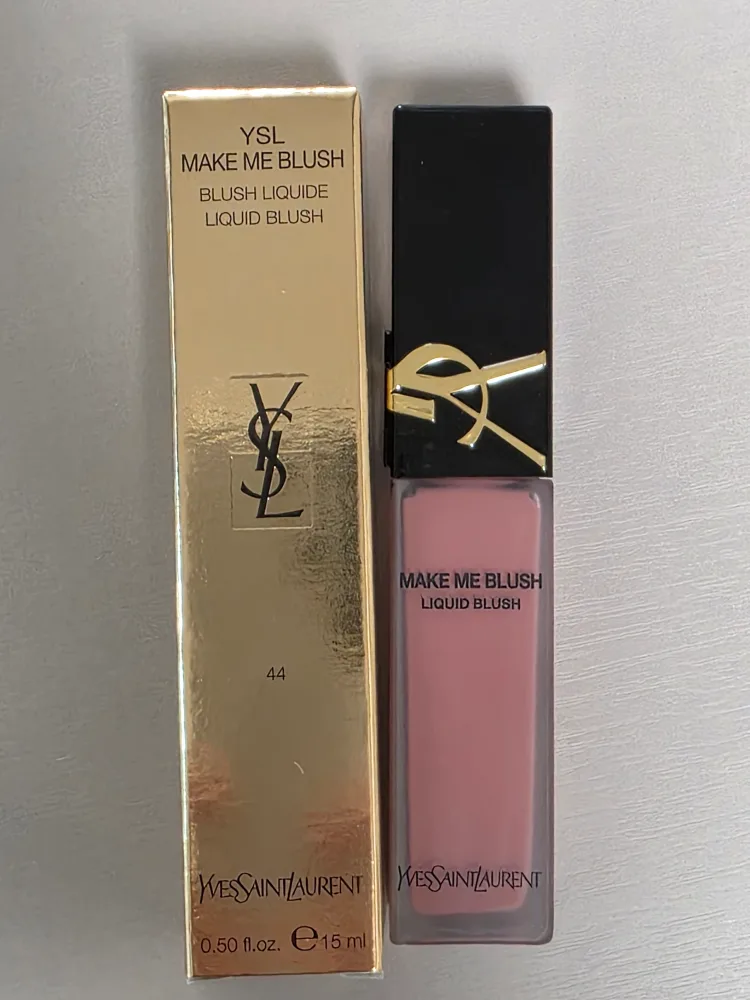 YSL
MAKE ME BLUSH
BLUSH LIQUIDE
LIQUID BLUSH
YSL
44
YVESSAINTLAURENT
0.50 fl.oz. e 15 ml
YSL
MAKE ME BLUSH
LIQUID BLUSH
YVESSAINTLAURENT